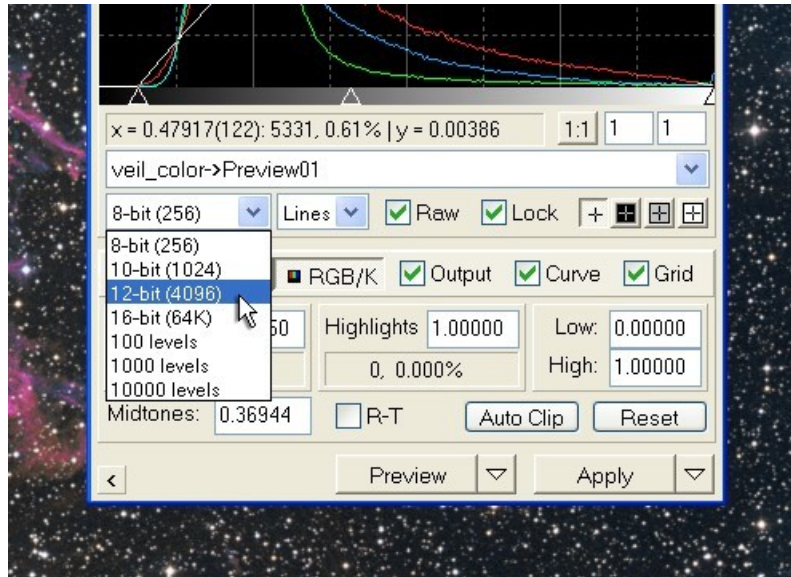 x = 0.47917(122): 5331, 0.61% | y = 0.00386 1:1 1 1
veil_color->Preview01
8-bit (256) Lines Raw Lock
8-bit (256)
10-bit (1024)
12-bit (4096)
16-bit (64K)
100 levels
1000 levels
10000 levels
RGB/K Output Curve Grid
50 Highlights 1.00000 Low: 0.00000
0, 0.000% High: 1.00000
Midtones: 0.36944 R-T Auto Clip Reset
< Preview Apply